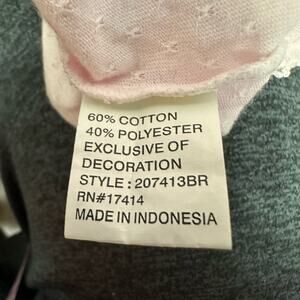 60% COTTON
40% POLYESTER
EXCLUSIVE OF
DECORATION
STYLE : 207413BR
RN#17414
MADE IN INDONESIA